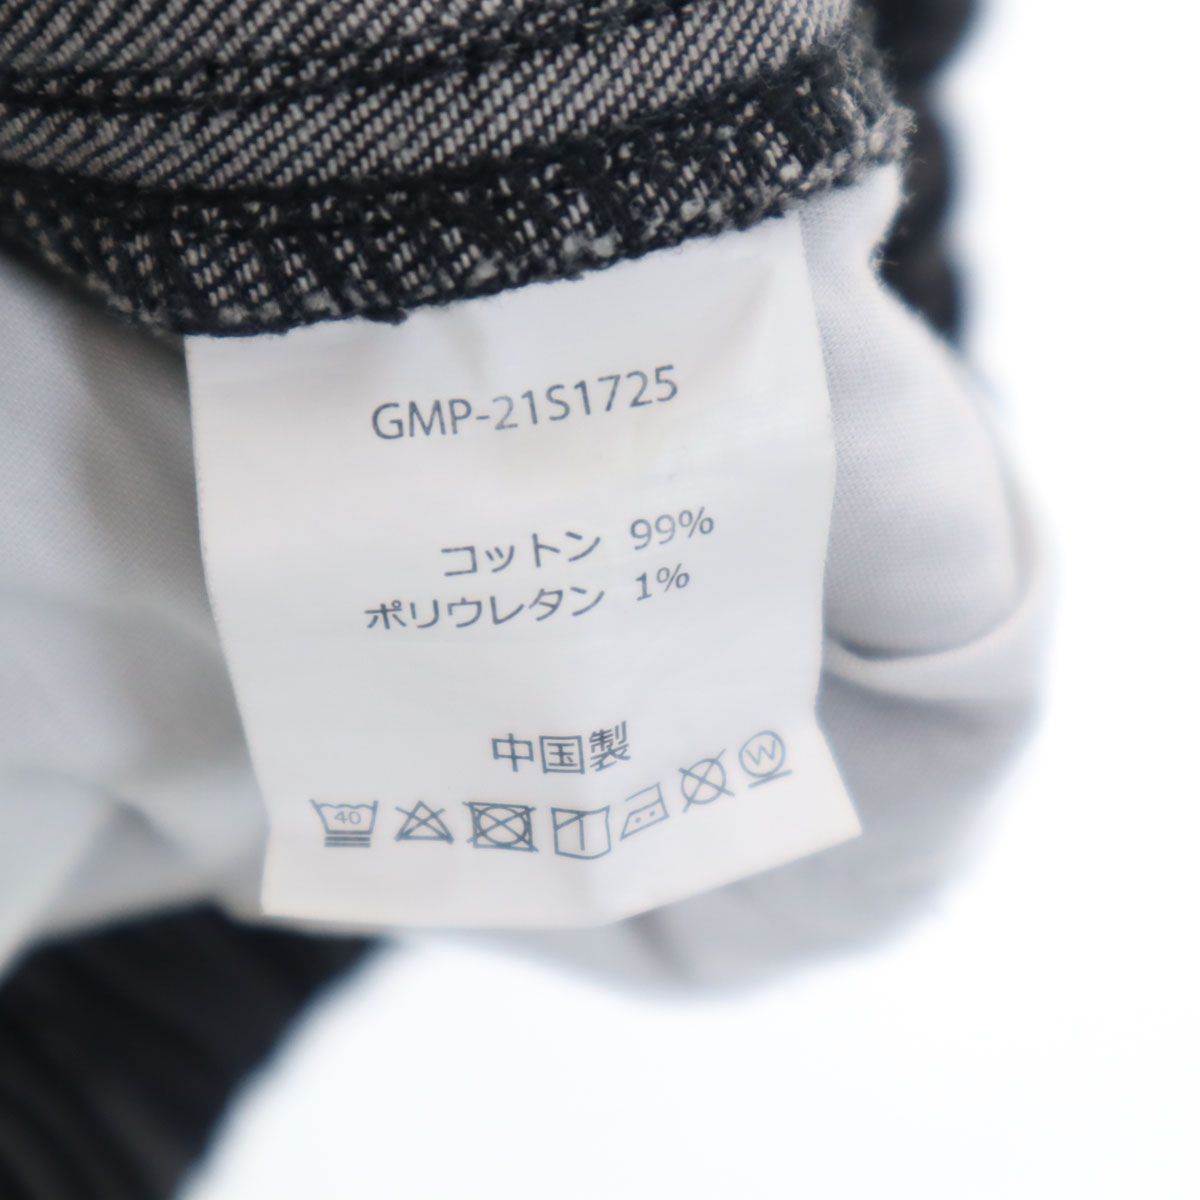 GMP-21S1725
コットン 99%
ポリウレタン 1%
中国製
40
W